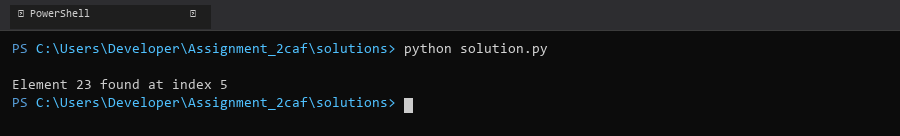 PowerShell
PS C:\Users\Developer\Assignment_2caf\solutions> python solution.py
Element 23 found at index 5
PS C:\Users\Developer\Assignment_2caf\solutions>